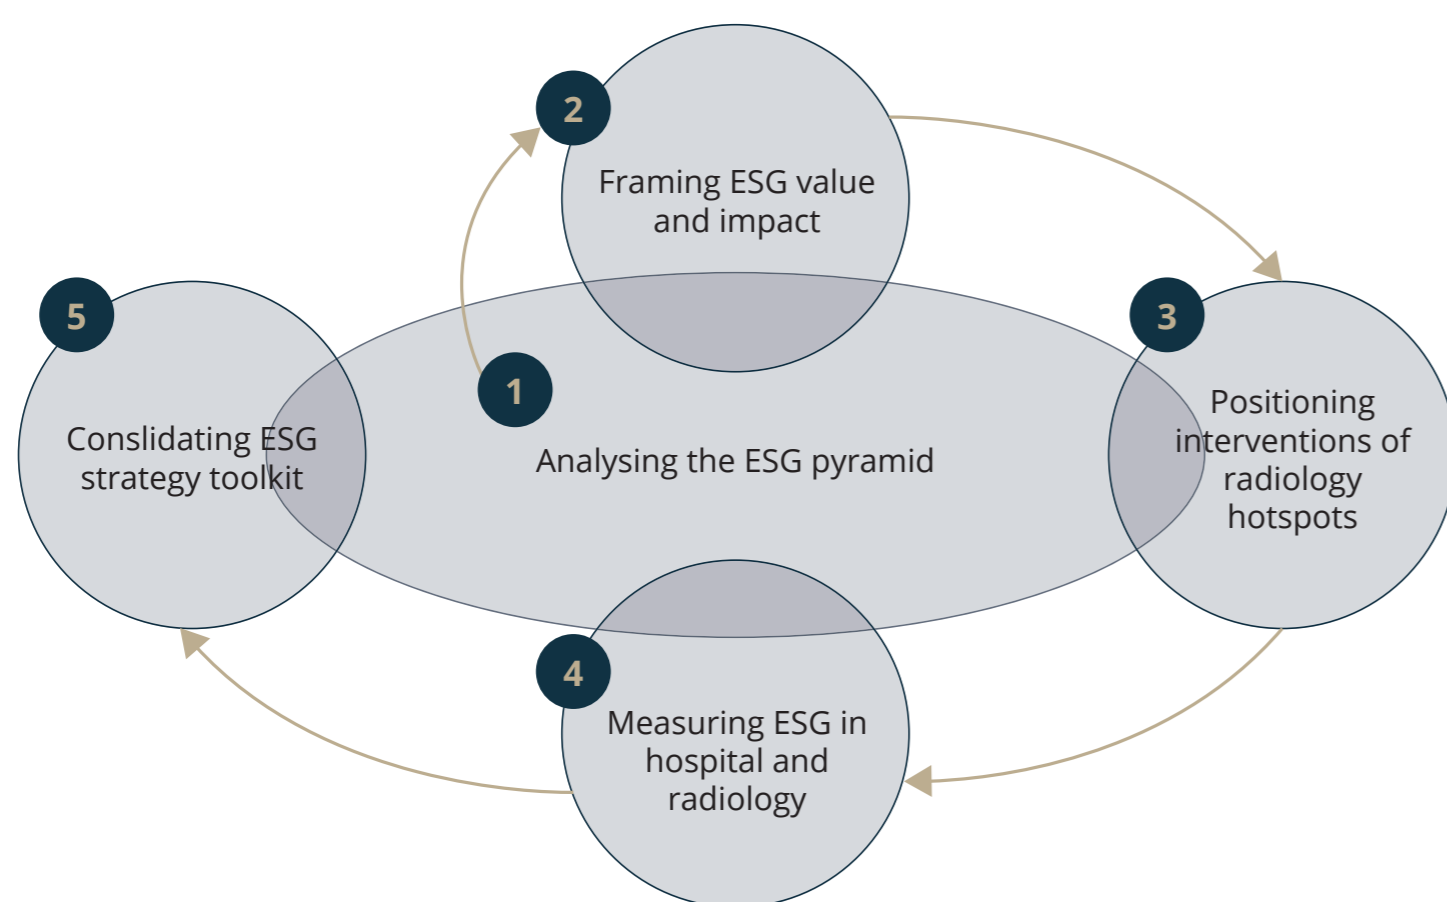 1
Analysing the ESG pyramid
2
Framing ESG value
and impact
3
Positioning
interventions of
radiology
hotspots
4
Measuring ESG in
hospital and
radiology
5
Conslidating ESG
strategy toolkit